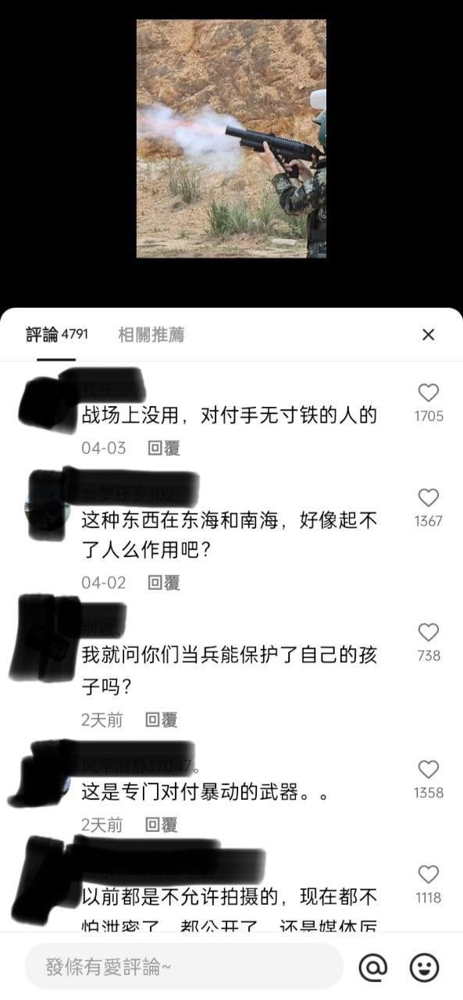 評論 4791
相關推薦
战场上没用，对付手无寸铁的人的
1705
04-03 回覆
这种东西在东海和南海，好像起不
了人么作用吧？
1367
04-02 回覆
我就问你们当兵能保护了自己的孩
子吗？
738
2天前 回覆
这是专门对付暴动的武器。。
1358
2天前 回覆
以前都是不允许拍摄的，现在都不
怕泄密了，都公开了，还是媒体厉
1118
發條有愛評論~